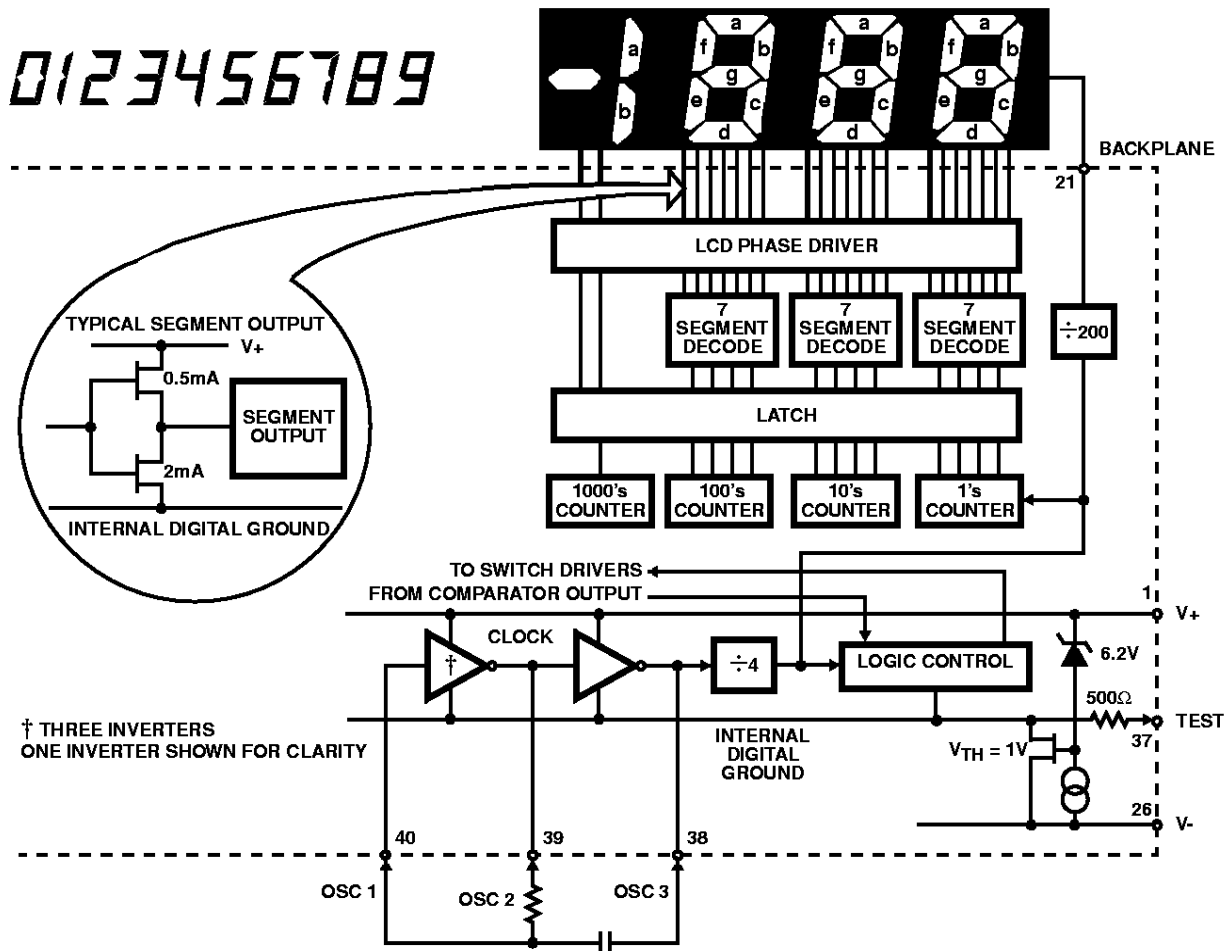 0123456789
a
b
a
f
b
g
e
c
d
a
f
b
g
e
c
d
a
f
b
g
e
c
d
BACKPLANE
21
LCD PHASE DRIVER
TYPICAL SEGMENT OUTPUT
V+
0.5mA
SEGMENT
OUTPUT
2mA
INTERNAL DIGITAL GROUND
7
SEGMENT
DECODE
7
SEGMENT
DECODE
7
SEGMENT
DECODE
÷200
LATCH
1000's
COUNTER
100's
COUNTER
10's
COUNTER
1's
COUNTER
TO SWITCH DRIVERS
FROM COMPARATOR OUTPUT
1
V+
CLOCK
†
÷4
LOGIC CONTROL
6.2V
500Ω
TEST
37
† THREE INVERTERS
ONE INVERTER SHOWN FOR CLARITY
INTERNAL
DIGITAL
GROUND
VTH = 1V
26
V-
40
39
38
OSC 1
OSC 2
OSC 3